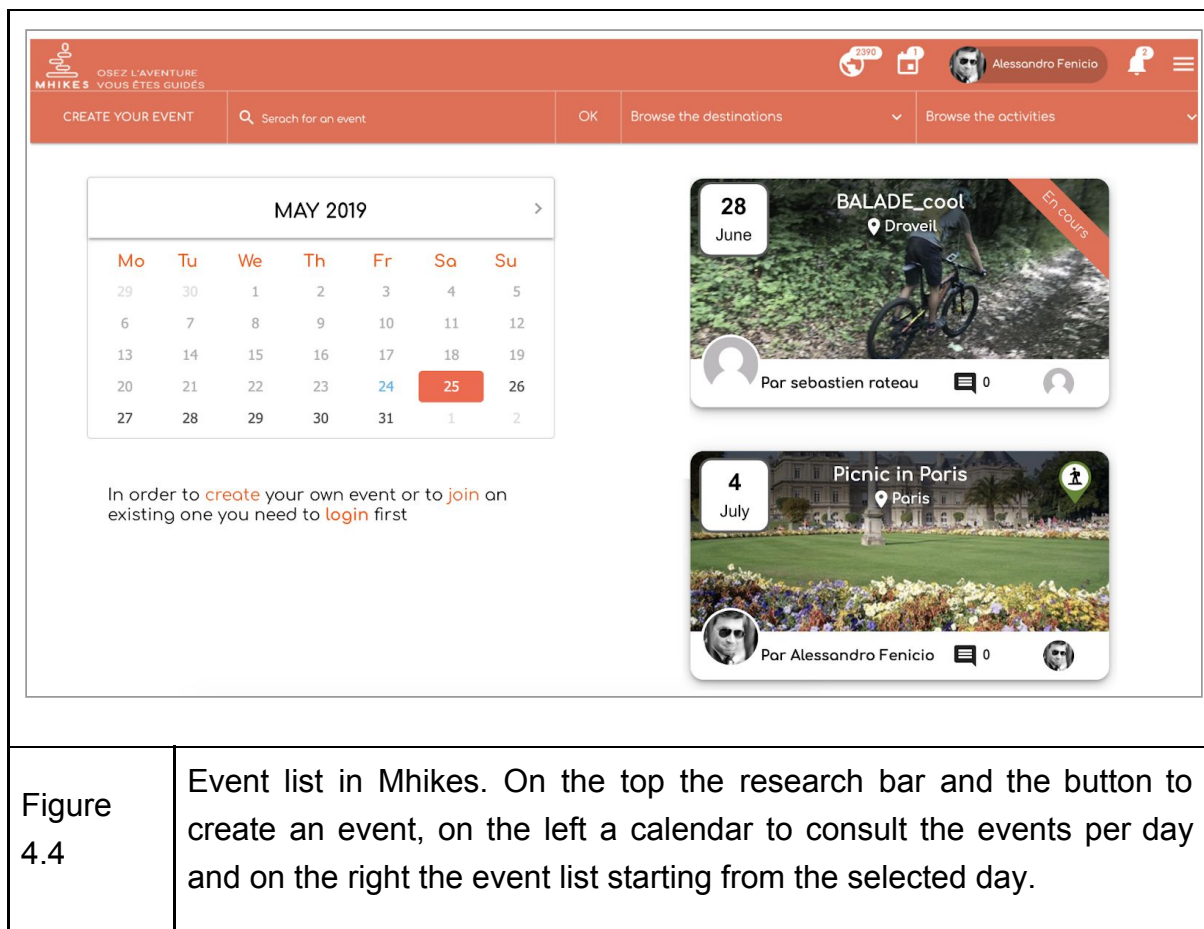 MHIKES
OSEZ L'AVENTURE
VOUS ÊTES GUIDÉS
2390
1
Alessandro Fenicio
2
CREATE YOUR EVENT
Serach for an event
OK
Browse the destinations
Browse the activities
MAY 2019 >
Mo Tu We Th Fr Sa Su
29 30 1 2 3 4 5
6 7 8 9 10 11 12
13 14 15 16 17 18 19
20 21 22 23 24 25 26
27 28 29 30 31 1 2
In order to create your own event or to join an
existing one you need to login first
28
June
BALADE_cool
Draveil
En cours
Par sebastien rateau
0
4
July
Picnic in Paris
Paris
Par Alessandro Fenicio
0
Figure
4.4
Event list in Mhikes. On the top the research bar and the button to
create an event, on the left a calendar to consult the events per day
and on the right the event list starting from the selected day.